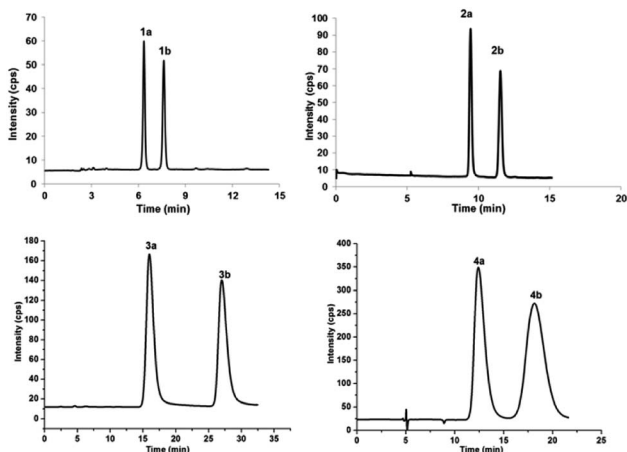 1a
1b
Intensity (cps)
70
60
50
40
30
20
10
0
0 3 6 9 12 15
Time (min)
2a
2b
Intensity (cps)
100
90
80
70
60
50
40
30
20
10
0
0 5 10 15 20
Time (min)
3a
3b
Intensity (cps)
180
160
140
120
100
80
60
40
20
0
0 5 10 15 20 25 30 35
Time (min)
4a
4b
Intensity (cps)
400
350
300
250
200
150
100
50
0
0 5 10 15 20 25
Time (min)